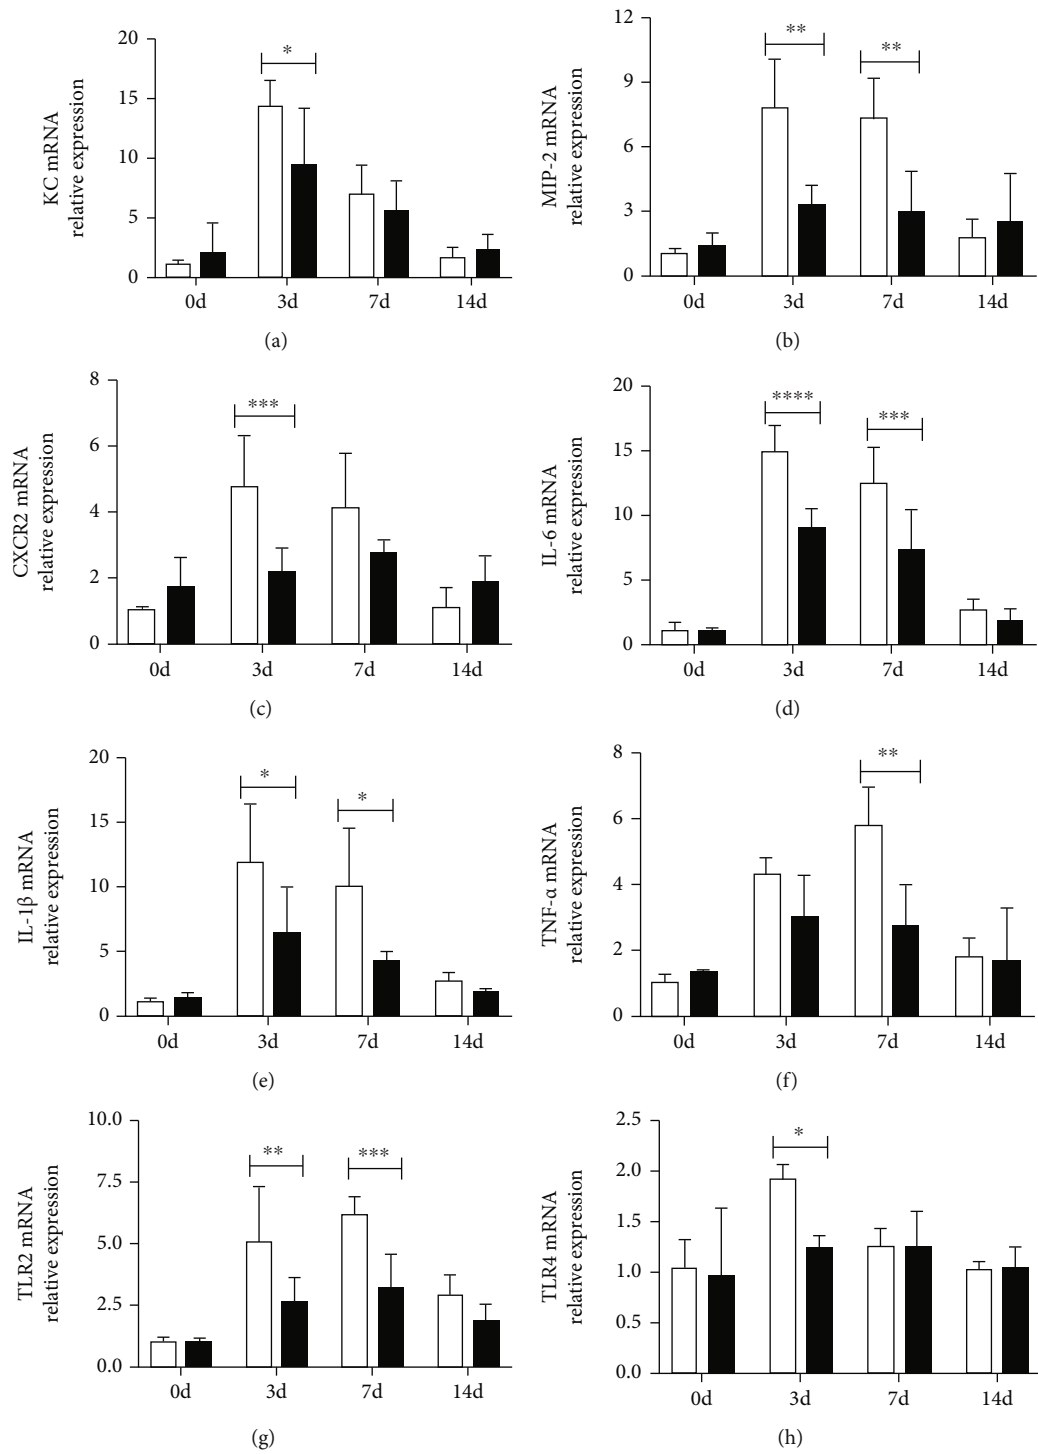 20
15
10
5
0
KC mRNA
relative expression
*
0d 3d 7d 14d
(a)
12
9
6
3
0
MIP-2 mRNA
relative expression
** **
0d 3d 7d 14d
(b)
8
6
4
2
0
CXCR2 mRNA
relative expression
***
0d 3d 7d 14d
(c)
20
15
10
5
0
IL-6 mRNA
relative expression
**** ***
0d 3d 7d 14d
(d)
20
15
10
5
0
IL-1β mRNA
relative expression
* *
0d 3d 7d 14d
(e)
8
6
4
2
0
TNF-α mRNA
relative expression
**
0d 3d 7d 14d
(f)
10.0
7.5
5.0
2.5
0.0
TLR2 mRNA
relative expression
** ***
0d 3d 7d 14d
(g)
2.5
2.0
1.5
1.0
0.5
0.0
TLR4 mRNA
relative expression
*
0d 3d 7d 14d
(h)